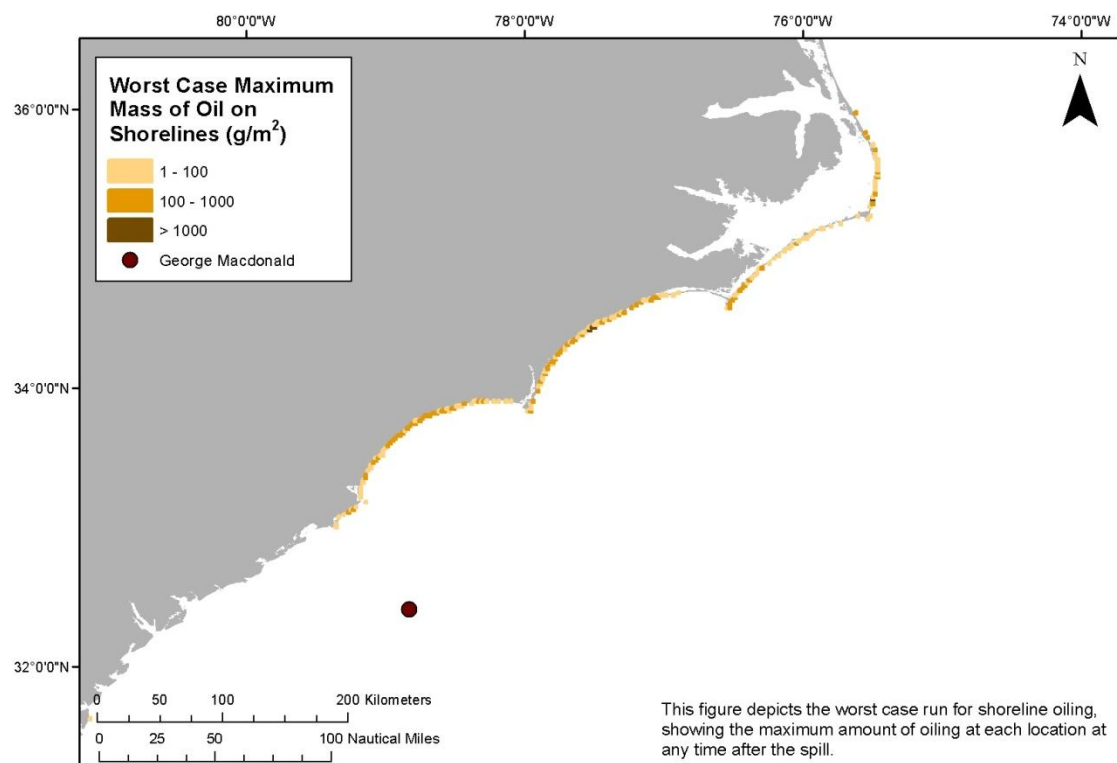 80°0'0"W 78°0'0"W 76°0'0"W 74°0'0"W
N
36°0'0"N
34°0'0"N
32°0'0"N
Worst Case Maximum
Mass of Oil on
Shorelines (g/m²)
1 - 100
100 - 1000
> 1000
George Macdonald
0 50 100 200 Kilometers
0 25 50 100 Nautical Miles
This figure depicts the worst case run for shoreline oiling,
showing the maximum amount of oiling at each location at
any time after the spill.